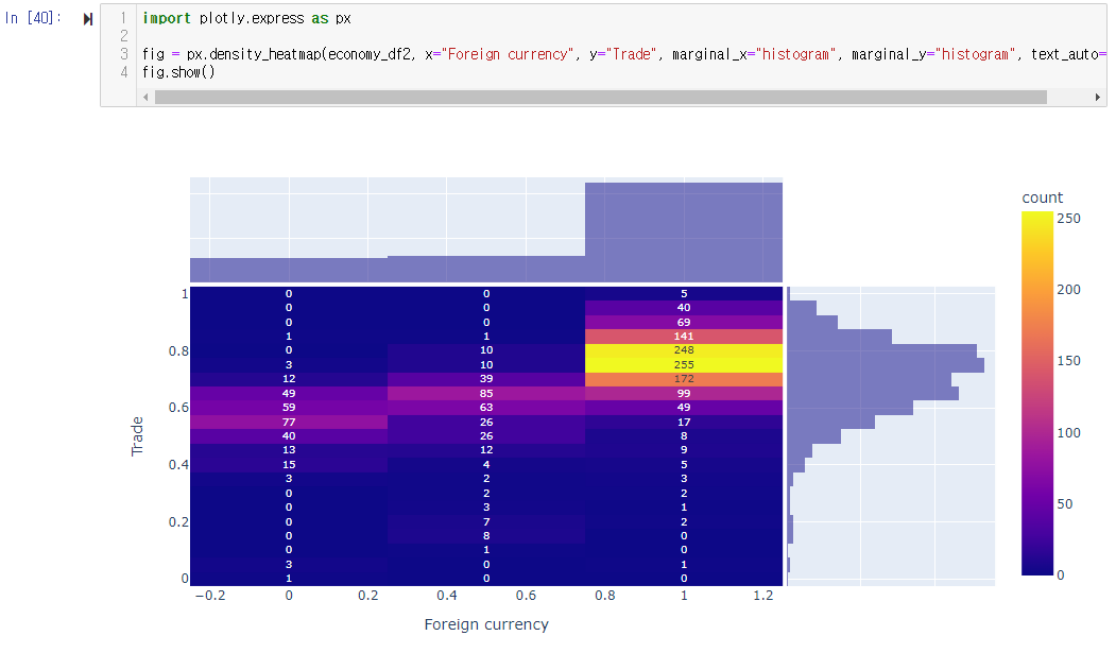 In [40]:
1 import plotly.express as px
2
3 fig = px.density_heatmap(economy_df2, x="Foreign currency", y="Trade", marginal_x="histogram", marginal_y="histogram", text_auto=
4 fig.show()
count
250
200
150
100
50
0
1 0 0 5
0 0 40
0 0 69
1 1 141
0.8 0 10 248
3 10 255
12 39 172
49 85 99
0.6 59 63 49
77 26 17
40 26 8
13 12 9
0.4 15 4 5
3 2 3
0 2 2
0 3 1
0.2 0 7 2
0 8 0
0 1 0
3 0 1
0 1 0 0
Trade
−0.2 0 0.2 0.4 0.6 0.8 1 1.2
Foreign currency